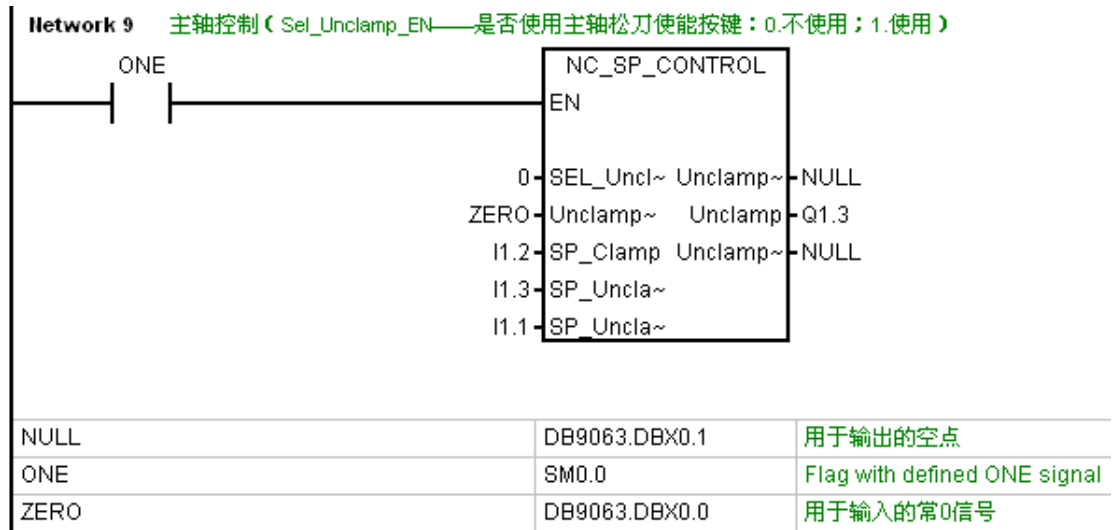 Network 9 主轴控制（Sel_Unclamp_EN——是否使用主轴松刀使能按键：0.不使用；1.使用）
ONE
NC_SP_CONTROL
EN
0 SEL_Uncl~ Unclamp~ NULL
ZERO Unclamp~ Unclamp Q1.3
I1.2 SP_Clamp Unclamp~ NULL
I1.3 SP_Uncla~
I1.1 SP_Uncla~
NULL DB9063.DBX0.1 用于输出的空点
ONE SM0.0 Flag with defined ONE signal
ZERO DB9063.DBX0.0 用于输入的常0信号